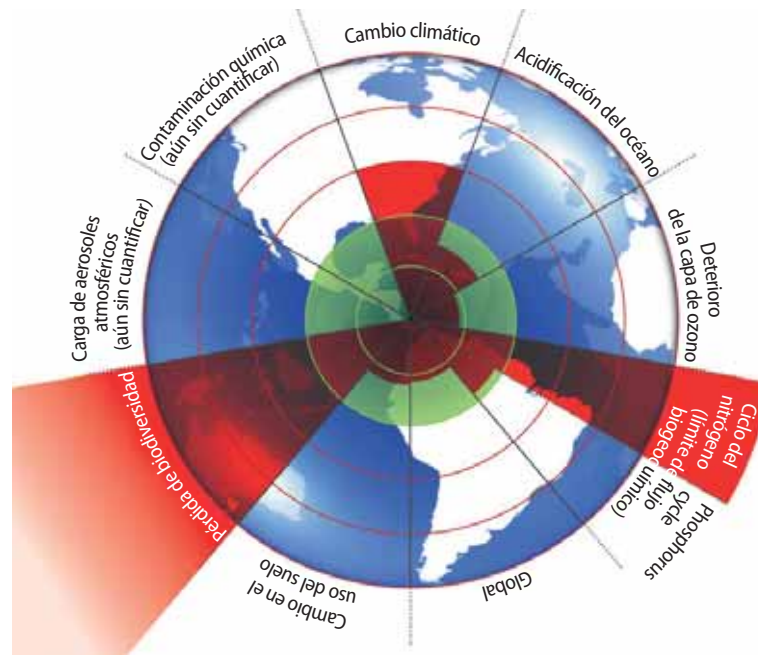 Cambio climático
Acidificación del océano
Deterioro
de la capa de ozono
Ciclo del
nitrógeno
(límite de flujo
biogeoquímico)
Phosphorus
cycle
Global
Cambio en el
uso del suelo
Pérdida de biodiversidad
Carga de aerosoles
atmosféricos
(aún sin cuantificar)
Contaminación química
(aún sin cuantificar)